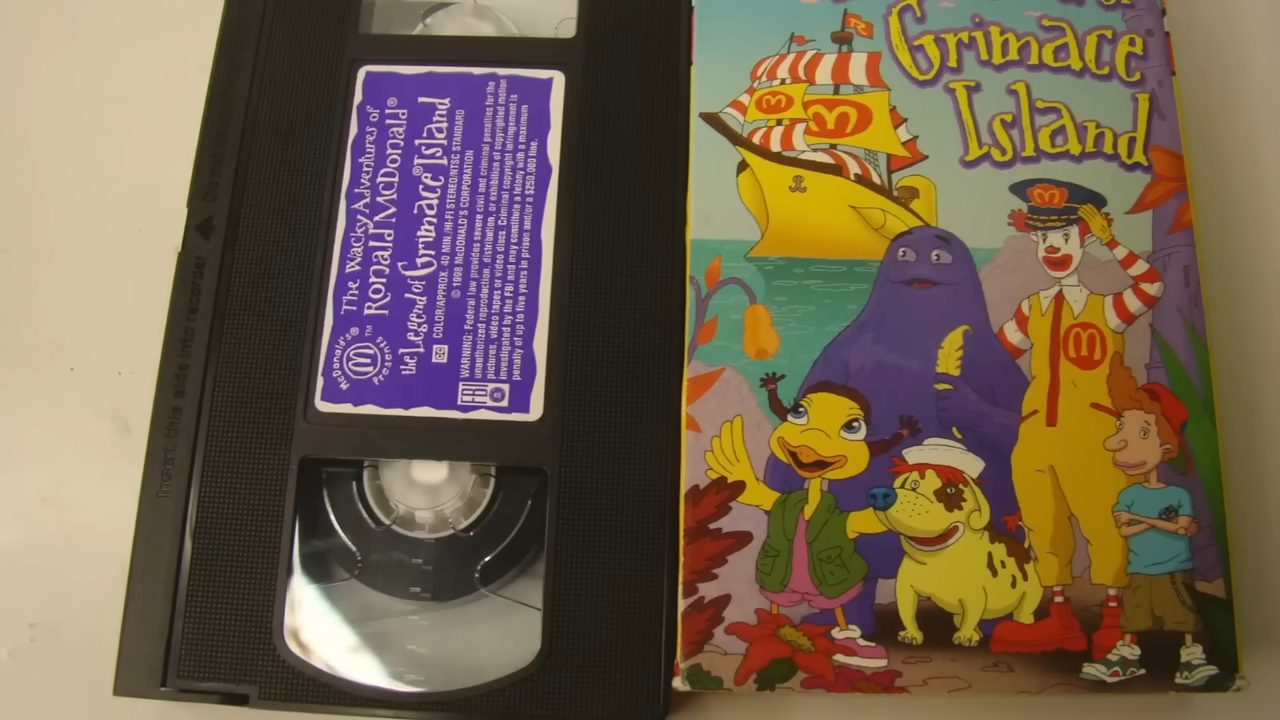 Insert this side into recorder
McDonald's®
Presents
™
The Wacky Adventures of
Ronald McDonald®
the Legend of Grimace® Island
CC COLOR/APPROX. 40 MIN./HI-FI STEREO/NTSC STANDARD
© 1998 McDONALD'S CORPORATION
FBI
WARNING: Federal law provides severe civil and criminal penalties for the
unauthorized reproduction, distribution, or exhibition of copyrighted motion
pictures, video tapes or video discs. Criminal copyright infringement is
investigated by the FBI and may constitute a felony with a maximum
penalty of up to five years in prison and/or a $250,000 fine.
Grimace
Island